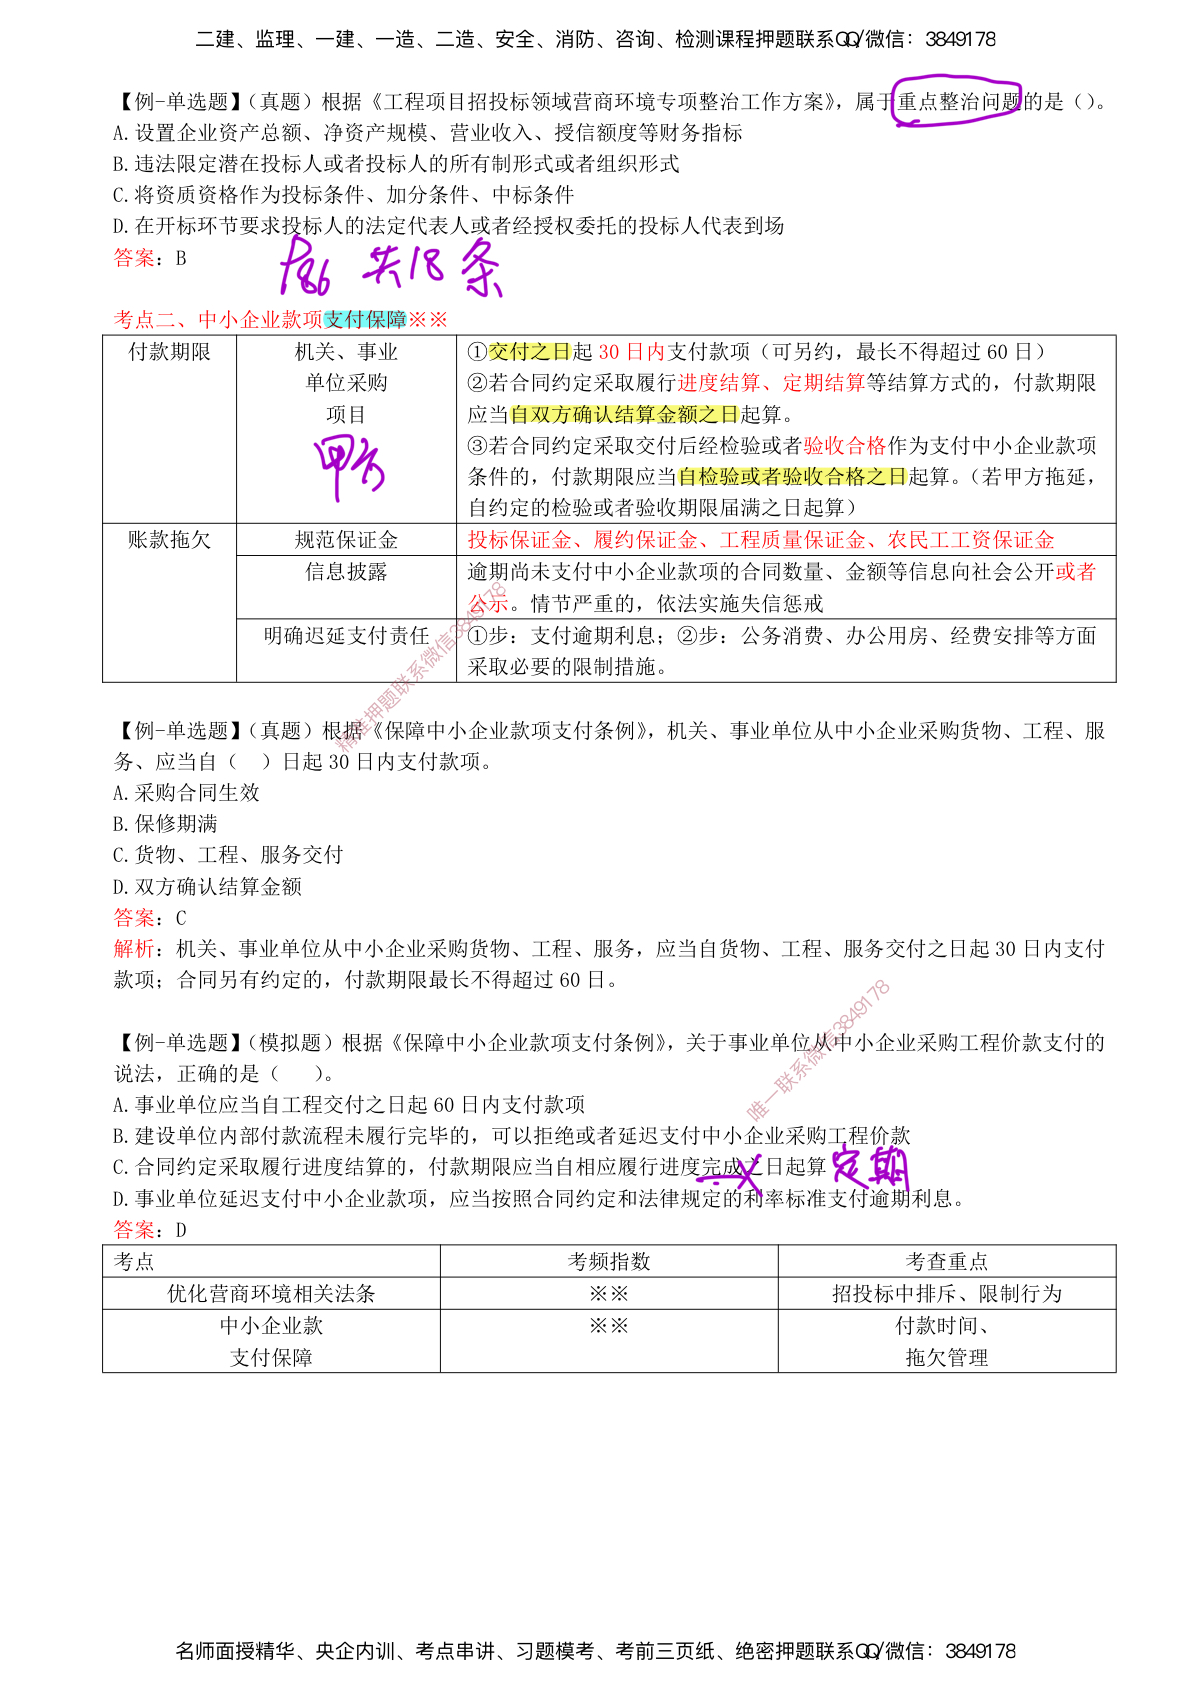 二建、监理、一建、一造、二造、安全、消防、咨询、检测课程押题联系QQ/微信：3849178
【例-单选题】（真题）根据《工程项目招投标领域营商环境专项整治工作方案》，属于重点整治问题的是（）。
A.设置企业资产总额、净资产规模、营业收入、授信额度等财务指标
B.违法限定潜在投标人或者投标人的所有制形式或者组织形式
C.将资质资格作为投标条件、加分条件、中标条件
D.在开标环节要求投标人的法定代表人或者经授权委托的投标人代表到场
答案：B
P86 共18条
考点二、中小企业款项支付保障※※
付款期限
机关、事业
单位采购
项目
甲方
①交付之日起 30 日内支付款项（可另约，最长不得超过 60 日）
②若合同约定采取履行进度结算、定期结算等结算方式的，付款期限
应当自双方确认结算金额之日起算。
③若合同约定采取交付后经检验或者验收合格作为支付中小企业款项
条件的，付款期限应当自检验或者验收合格之日起算。（若甲方拖延，
自约定的检验或者验收期限届满之日起算）
账款拖欠
规范保证金
投标保证金、履约保证金、工程质量保证金、农民工工资保证金
信息披露
逾期尚未支付中小企业款项的合同数量、金额等信息向社会公开或者
公示。情节严重的，依法实施失信惩戒
明确迟延支付责任
①步：支付逾期利息；②步：公务消费、办公用房、经费安排等方面
采取必要的限制措施。
精准押题联系微信3849178
【例-单选题】（真题）根据《保障中小企业款项支付条例》，机关、事业单位从中小企业采购货物、工程、服
务、应当自（ ）日起 30 日内支付款项。
A.采购合同生效
B.保修期满
C.货物、工程、服务交付
D.双方确认结算金额
答案：C
解析：机关、事业单位从中小企业采购货物、工程、服务，应当自货物、工程、服务交付之日起 30 日内支付
款项；合同另有约定的，付款期限最长不得超过 60 日。
唯一联系微信3849178
【例-单选题】（模拟题）根据《保障中小企业款项支付条例》，关于事业单位从中小企业采购工程价款支付的
说法，正确的是（ ）。
A.事业单位应当自工程交付之日起 60 日内支付款项
B.建设单位内部付款流程未履行完毕的，可以拒绝或者延迟支付中小企业采购工程价款
C.合同约定采取履行进度结算的，付款期限应当自相应履行进度完成之日起算 定期
D.事业单位延迟支付中小企业款项，应当按照合同约定和法律规定的利率标准支付逾期利息。
答案：D
考点
考频指数
考查重点
优化营商环境相关法条
※※
招投标中排斥、限制行为
中小企业款
支付保障
※※
付款时间、
拖欠管理
名师面授精华、央企内训、考点串讲、习题模考、考前三页纸、绝密押题联系QQ/微信：3849178